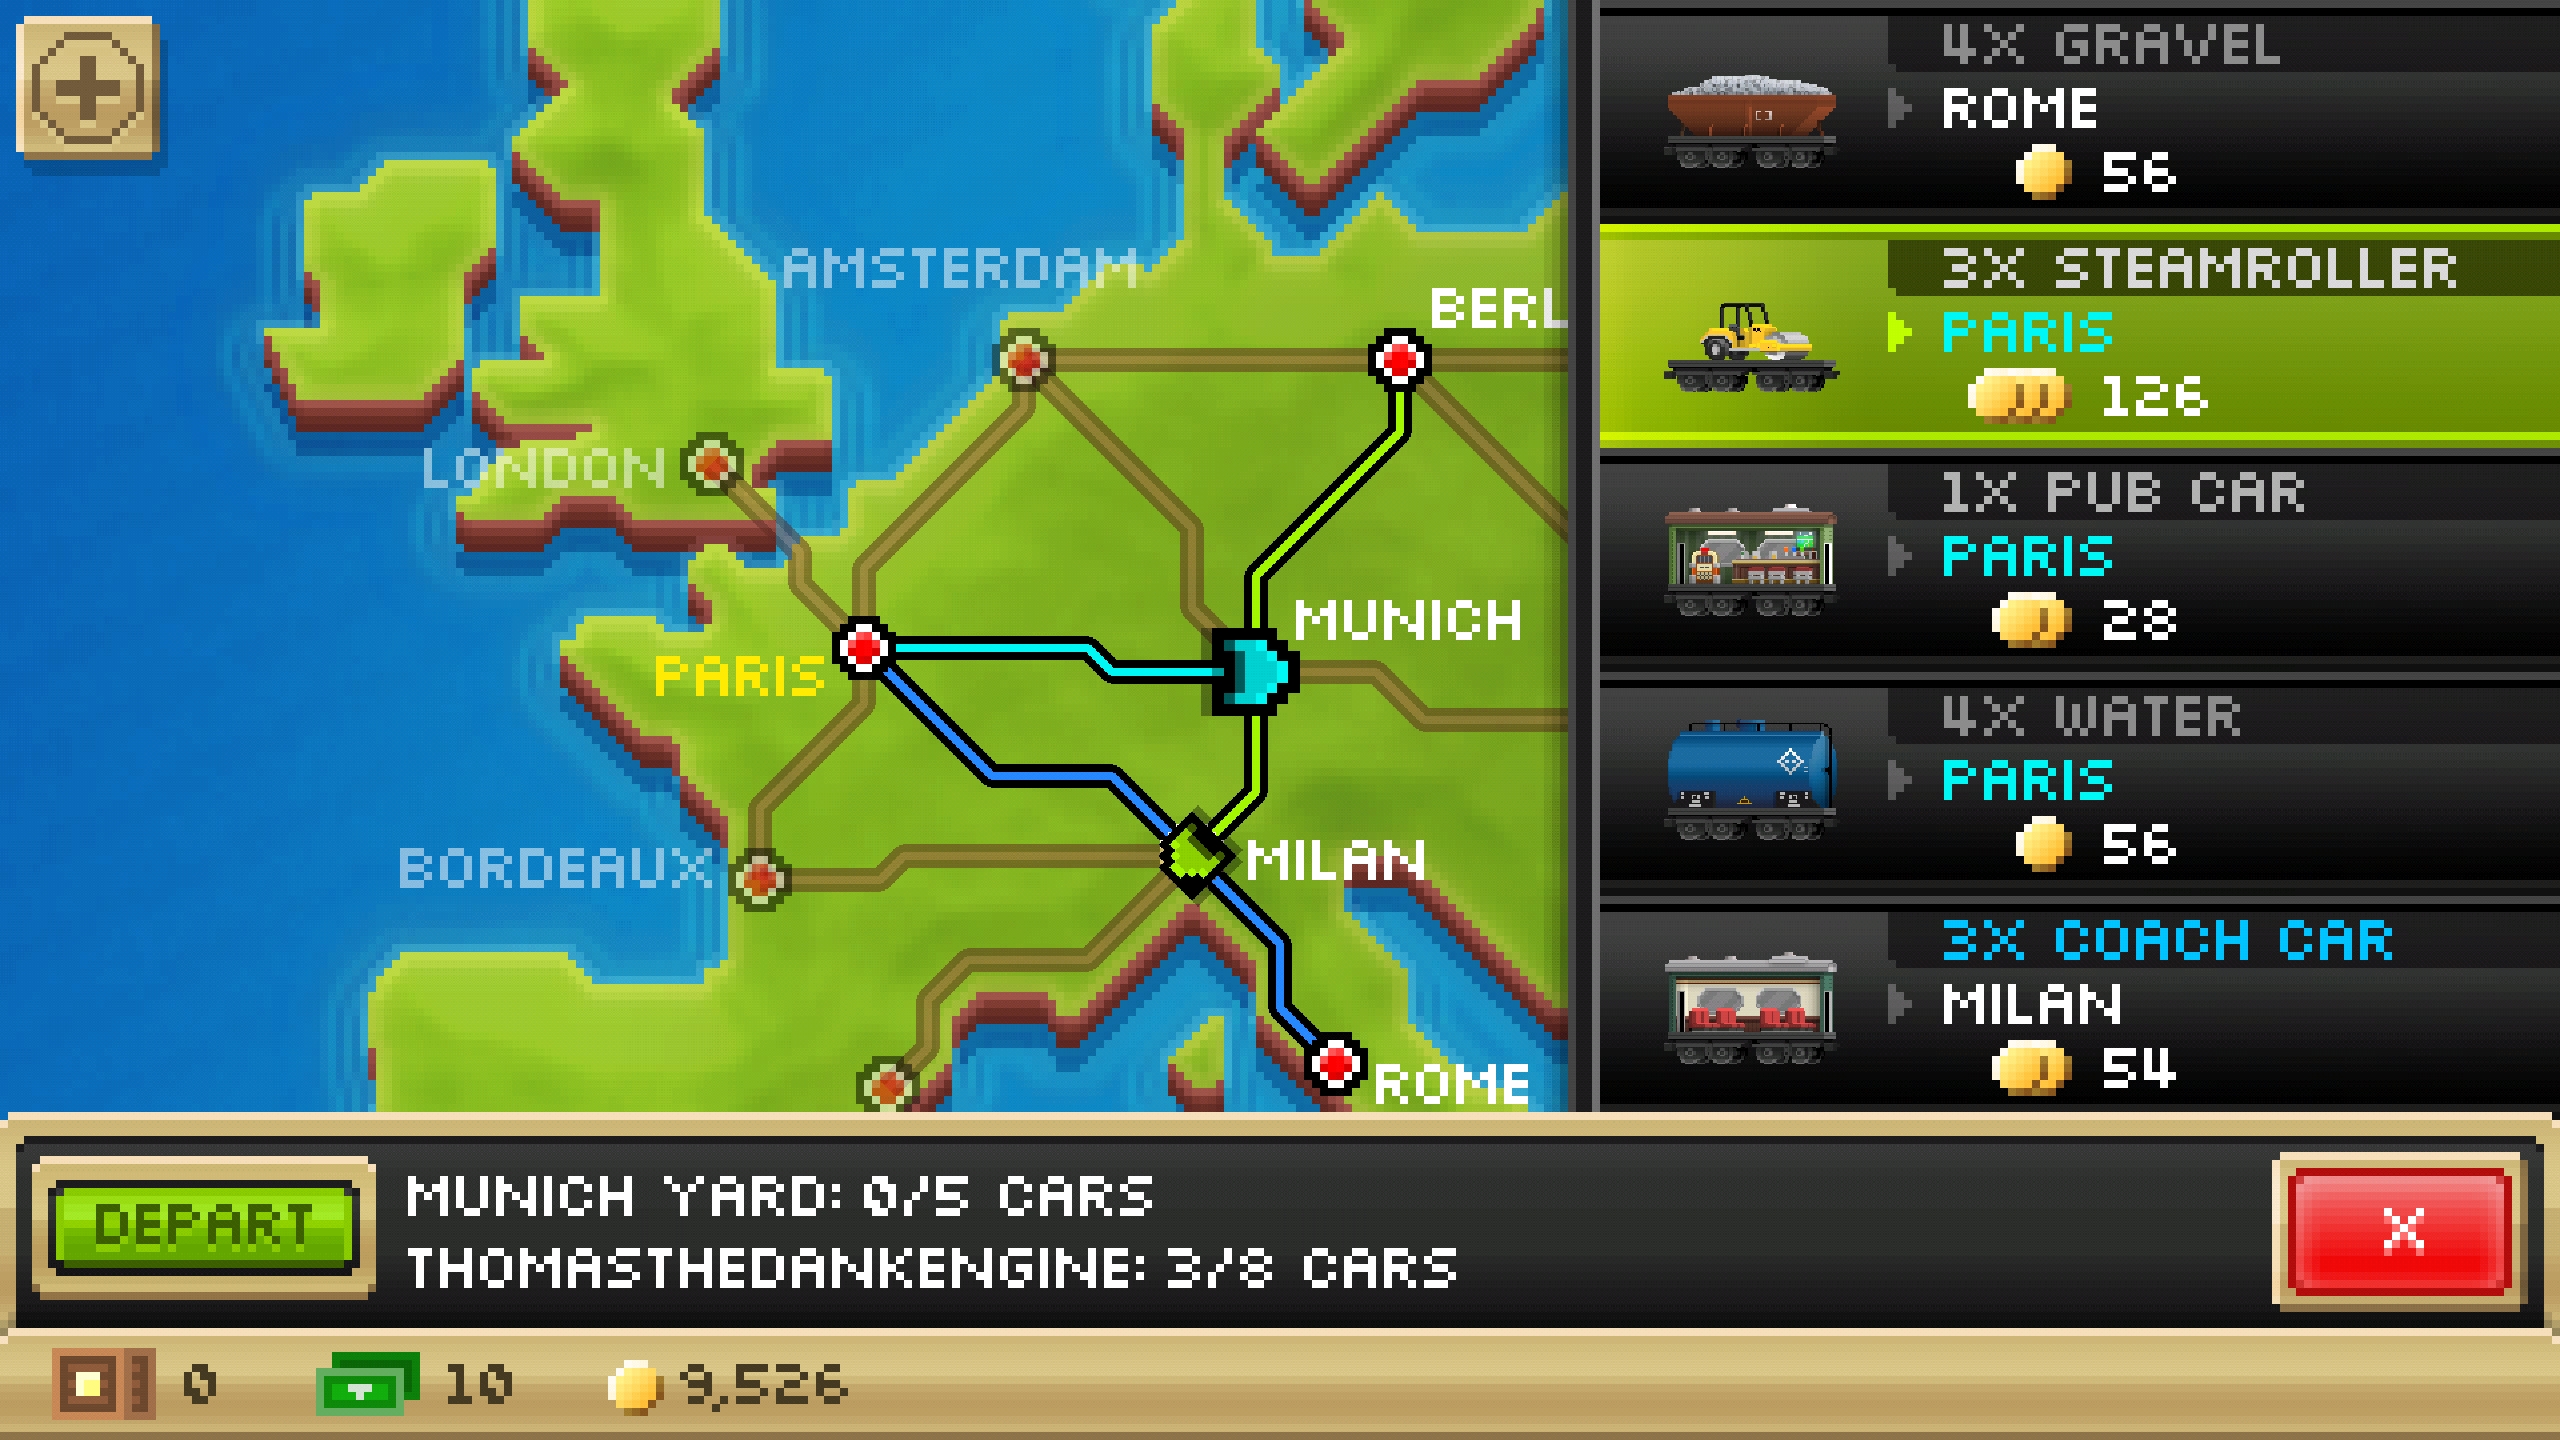 AMSTERDAM
BERL
LONDON
MUNICH
PARIS
MILAN
BORDEAUX
ROME
4X GRAVEL
ROME
56
3X STEAMROLLER
PARIS
126
1X PUB CAR
PARIS
28
4X WATER
PARIS
56
3X COACH CAR
MILAN
54
DEPART
MUNICH YARD: 0/5 CARS
THOMASTHEDANKENGINE: 3/8 CARS
X
0
10
9,526